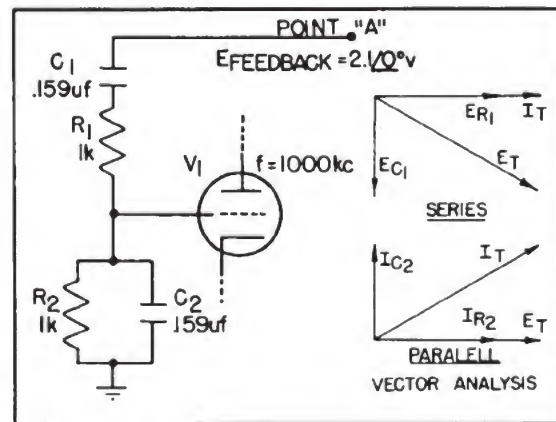 POINT "A"
EFEEDBACK = 2.1/0°v
C1
.159uf
R1
1k
V1
f = 1000kc
R2
1k
C2
.159uf
ER1
IT
EC1
ET
SERIES
IC2
IT
IR2
ET
PARALELL
VECTOR ANALYSIS